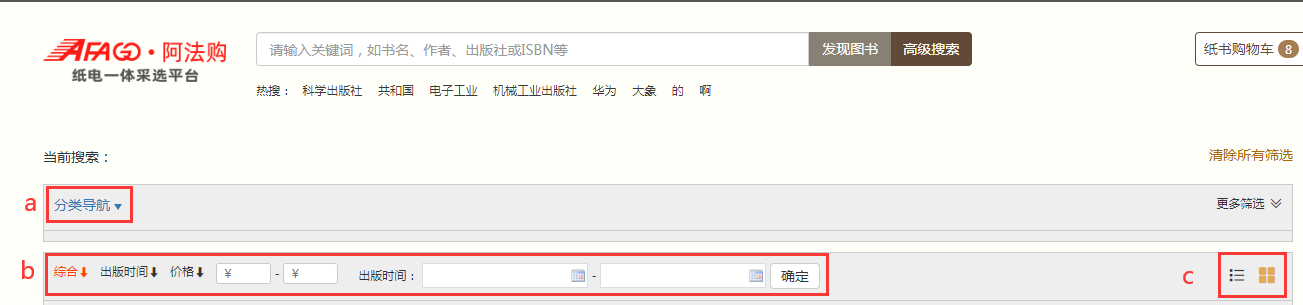 AFAGO·阿法购
纸电一体采选平台
请输入关键词，如书名、作者、出版社或ISBN等 发现图书 高级搜索
纸书购物车 8
热搜： 科学出版社 共和国 电子工业 机械工业出版社 华为 大象 的 啊
当前搜索： 清除所有筛选
a 分类导航 更多筛选
b 综合 出版时间 价格 ¥ - ¥ 出版时间： - 确定 c